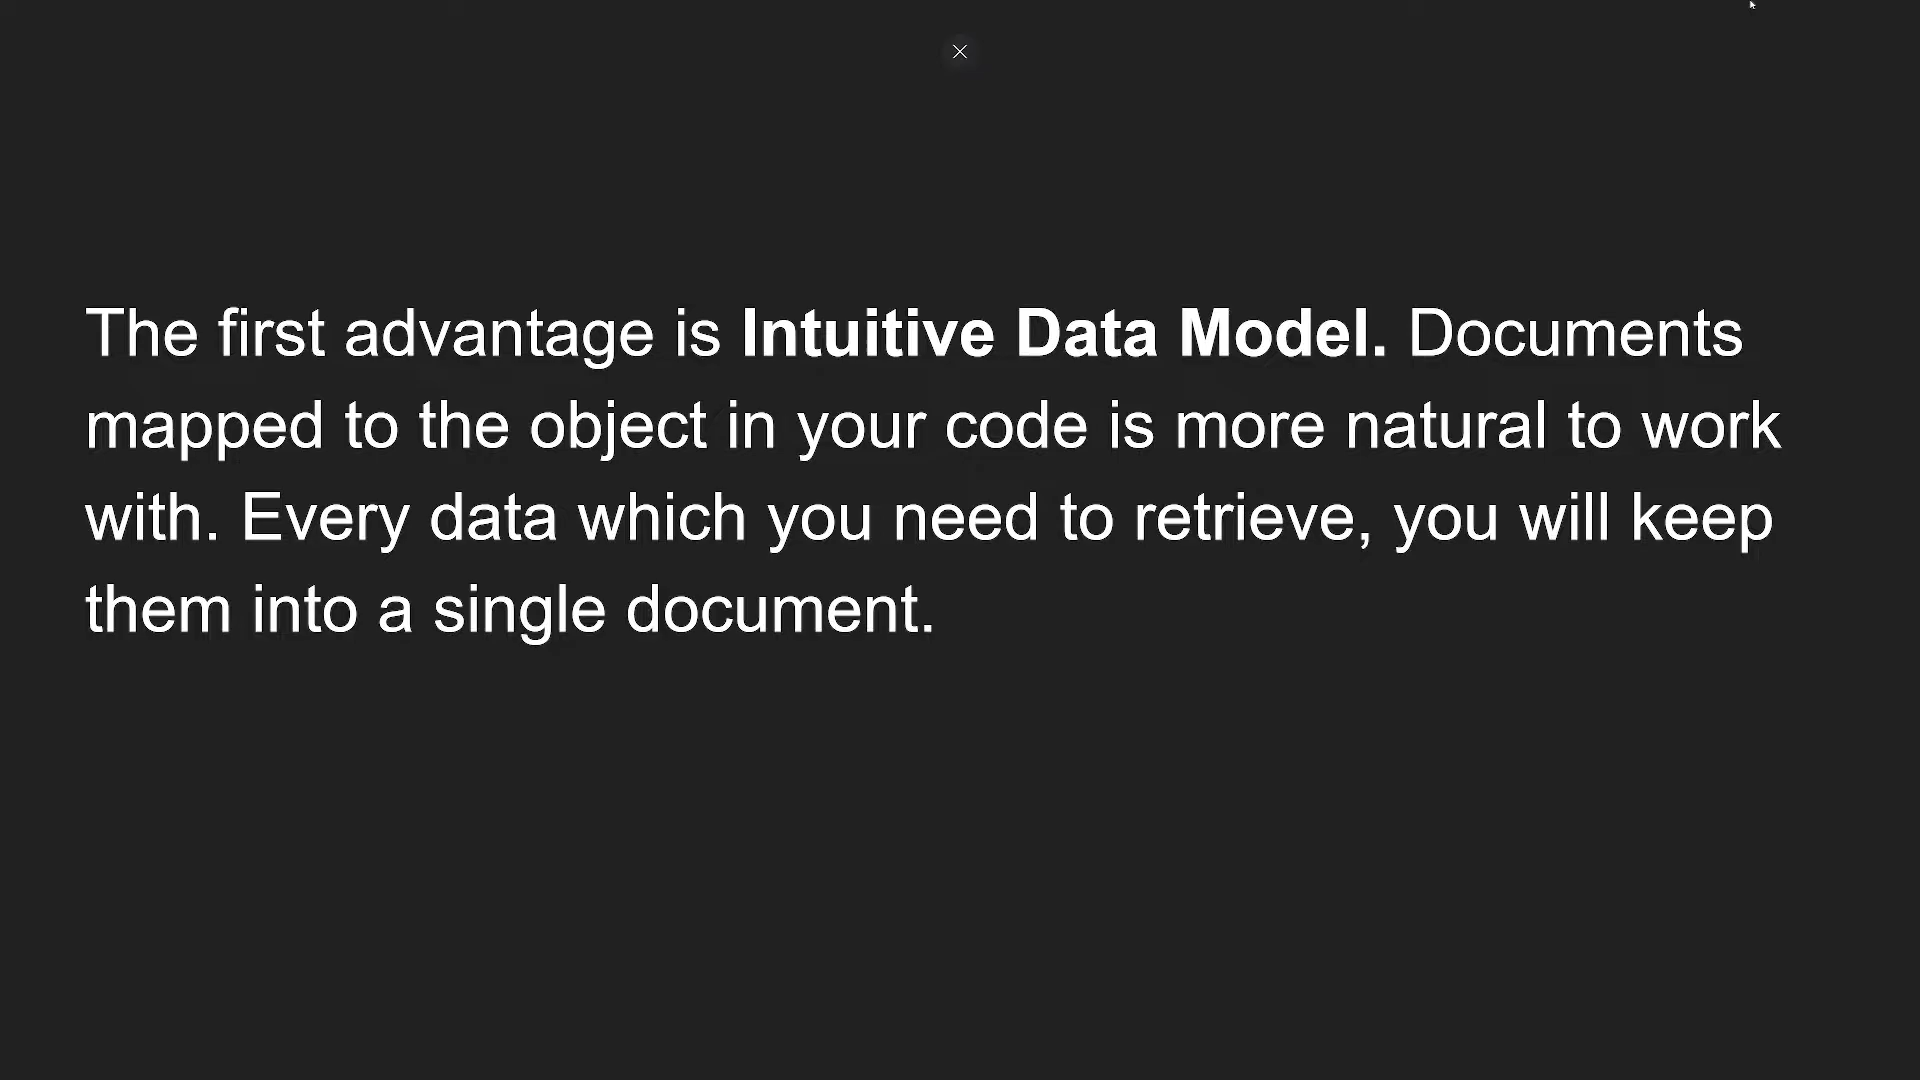 The first advantage is Intuitive Data Model. Documents
mapped to the object in your code is more natural to work
with. Every data which you need to retrieve, you will keep
them into a single document.